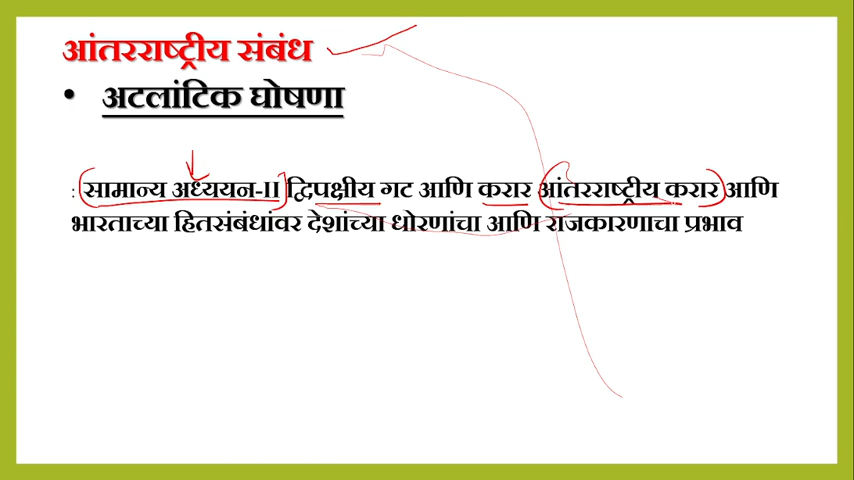 आंतरराष्ट्रीय संबंध
• अटलांटिक घोषणा
: सामान्य अध्ययन-II द्विपक्षीय गट आणि करार आंतरराष्ट्रीय करार आणि
भारताच्या हितसंबंधांवर देशांच्या धोरणांचा आणि राजकारणाचा प्रभाव